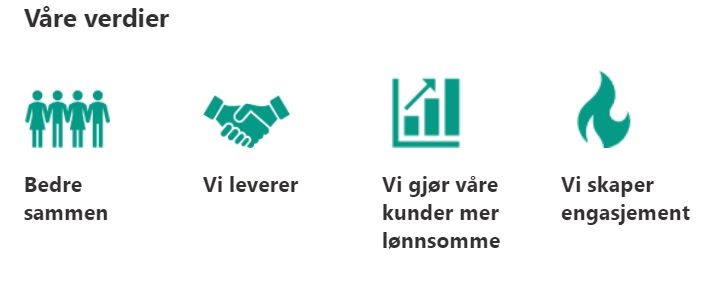 Våre verdier
Bedre
sammen
Vi leverer
Vi gjør våre
kunder mer
lønnsomme
Vi skaper
engasjement